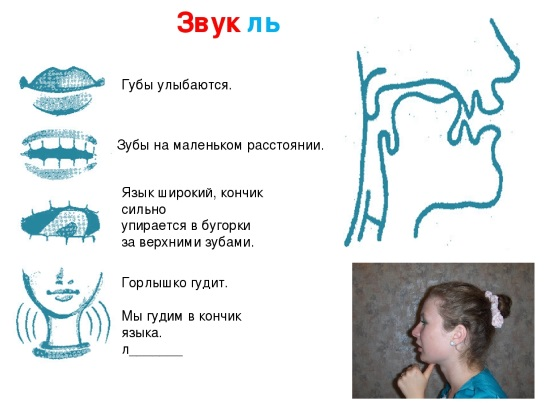 Звук ль
Губы улыбаются.
Зубы на маленьком расстоянии.
Язык широкий, кончик
сильно
упирается в бугорки
за верхними зубами.
Горлышко гудит.
Мы гудим в кончик
языка.
л________